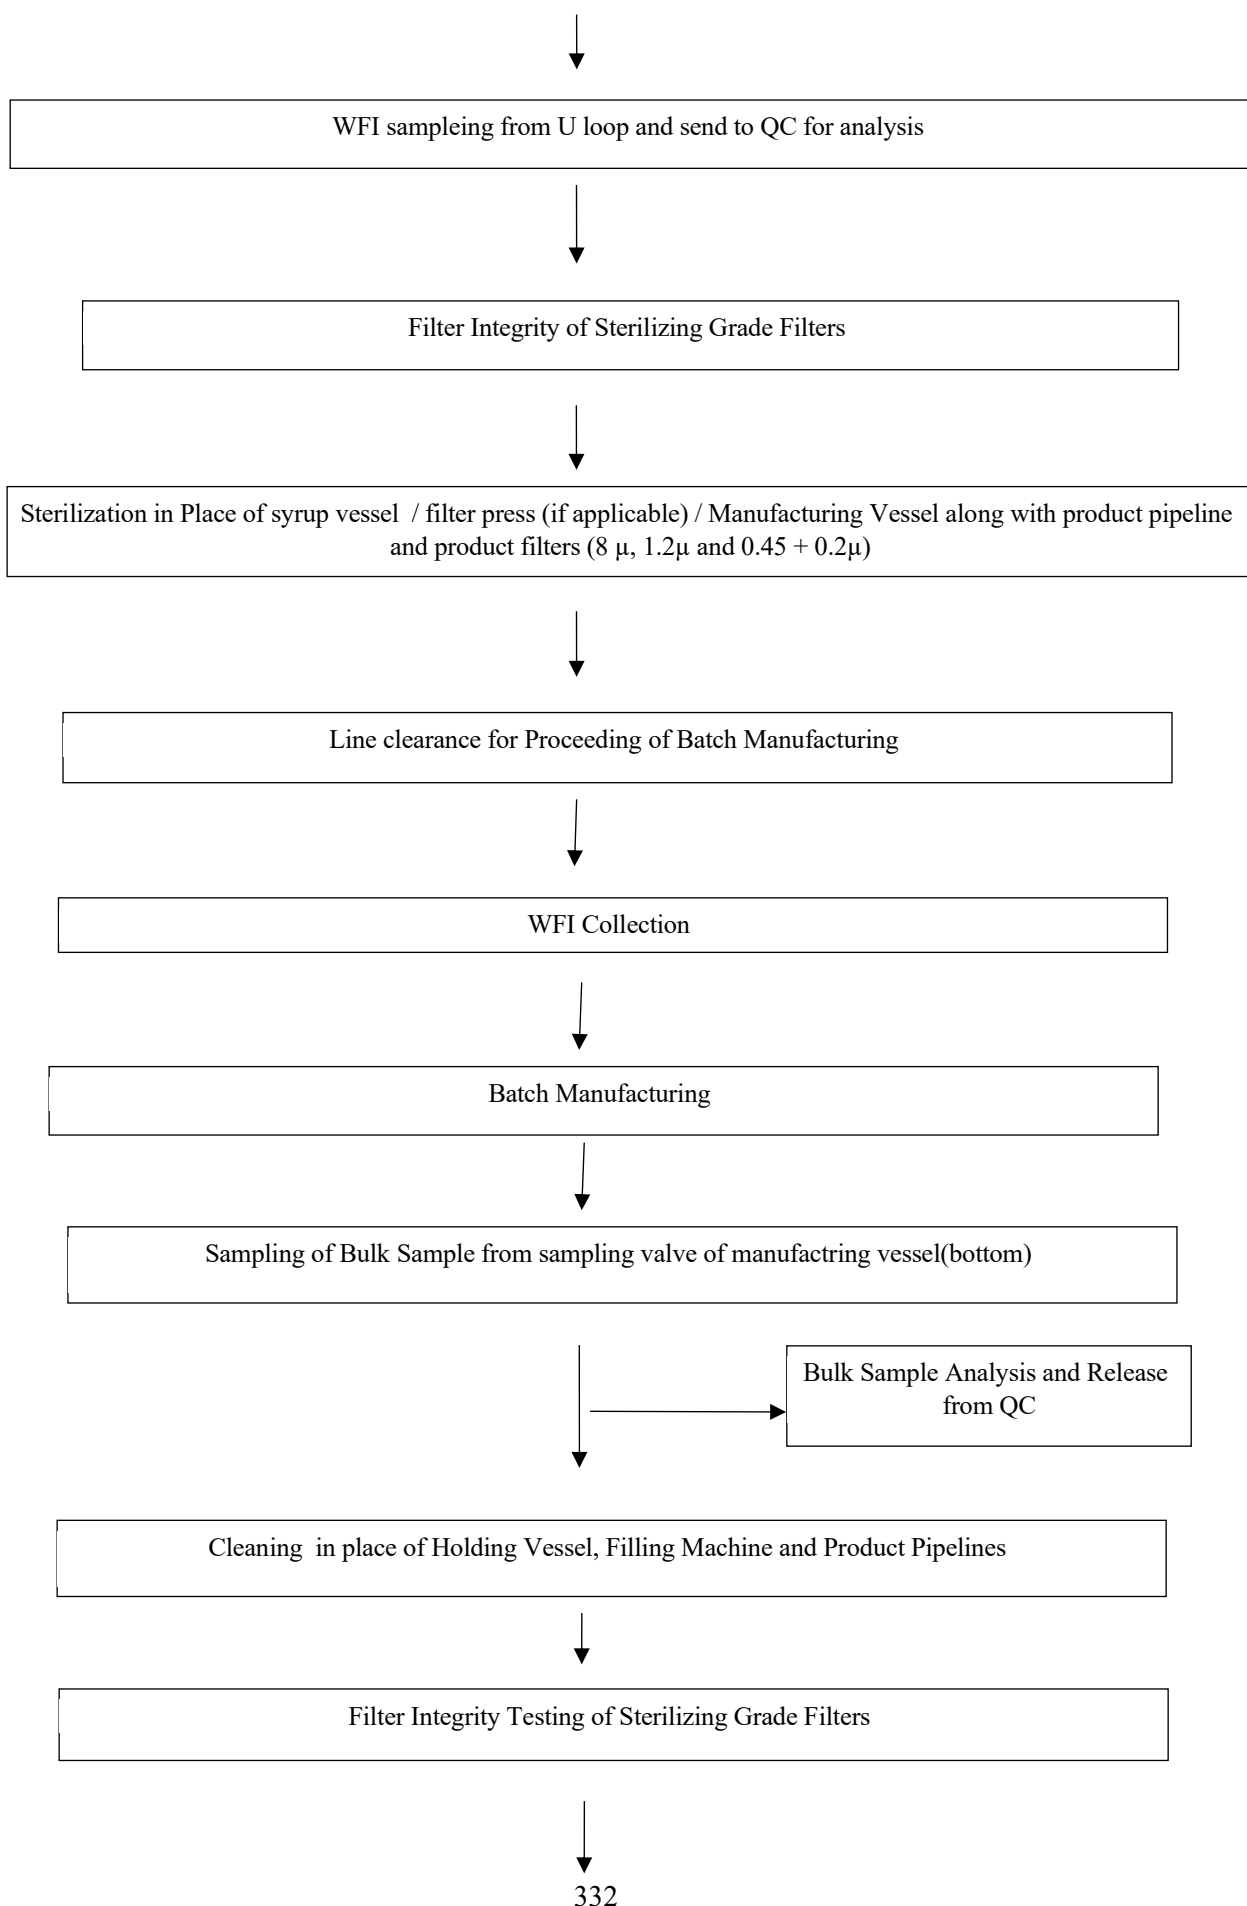 WFI sampleing from U loop and send to QC for analysis
Filter Integrity of Sterilizing Grade Filters
Sterilization in Place of syrup vessel / filter press (if applicable) / Manufacturing Vessel along with product pipeline
and product filters (8 µ, 1.2µ and 0.45 + 0.2µ)
Line clearance for Proceeding of Batch Manufacturing
WFI Collection
Batch Manufacturing
Sampling of Bulk Sample from sampling valve of manufactring vessel(bottom)
Bulk Sample Analysis and Release
from QC
Cleaning in place of Holding Vessel, Filling Machine and Product Pipelines
Filter Integrity Testing of Sterilizing Grade Filters
332